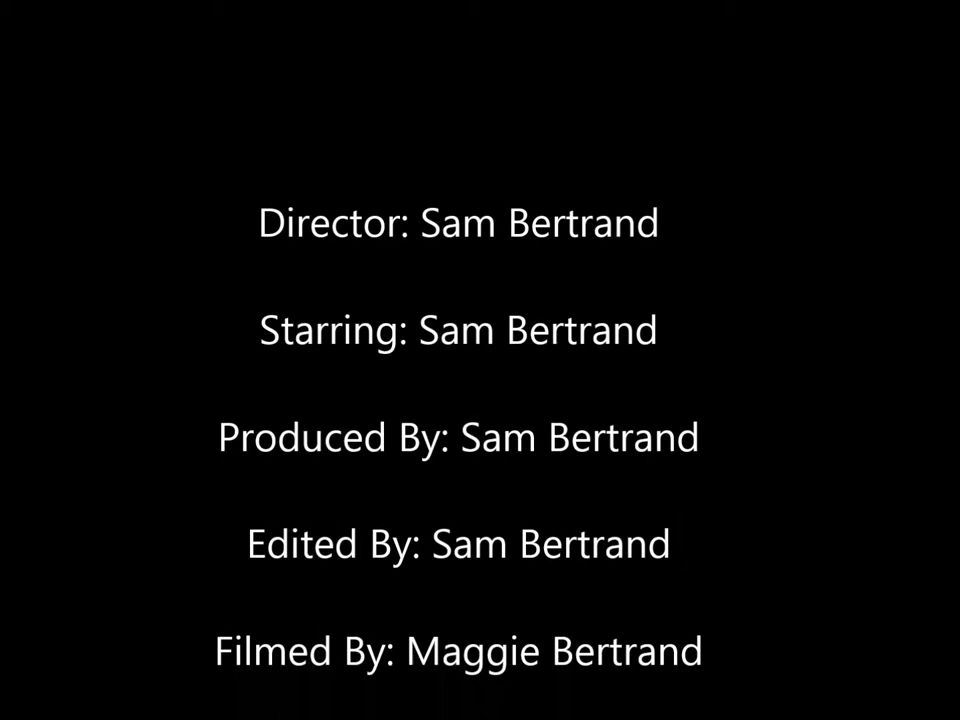 Director: Sam Bertrand
Starring: Sam Bertrand
Produced By: Sam Bertrand
Edited By: Sam Bertrand
Filmed By: Maggie Bertrand